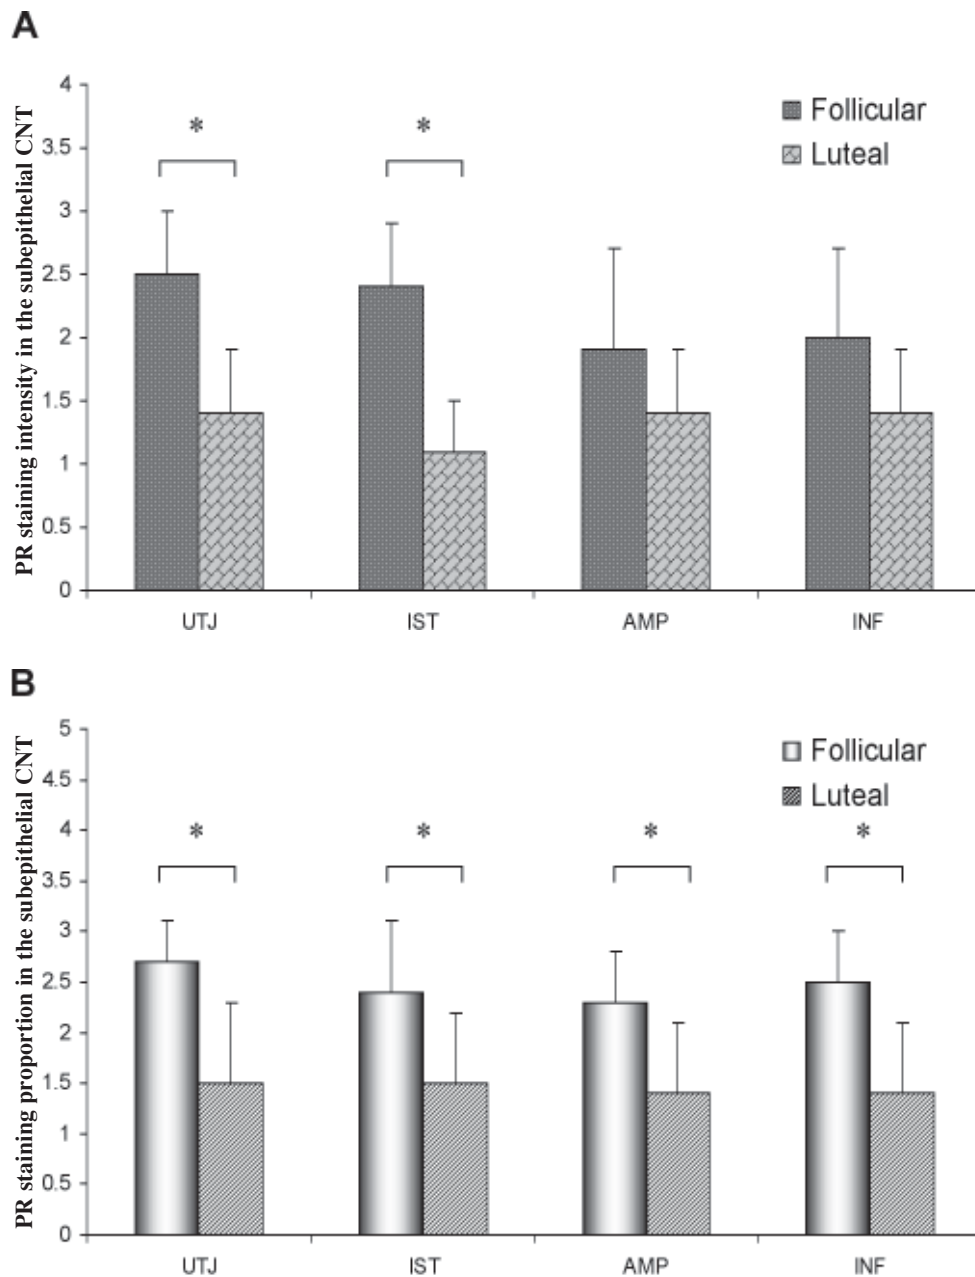 A
PR staining intensity in the subepithelial CNT
4
3.5
3
2.5
2
1.5
1
0.5
0
* *
Follicular
Luteal
UTJ IST AMP INF
B
PR staining proportion in the subepithelial CNT
5
4.5
4
3.5
3
2.5
2
1.5
1
0.5
0
* * * *
Follicular
Luteal
UTJ IST AMP INF